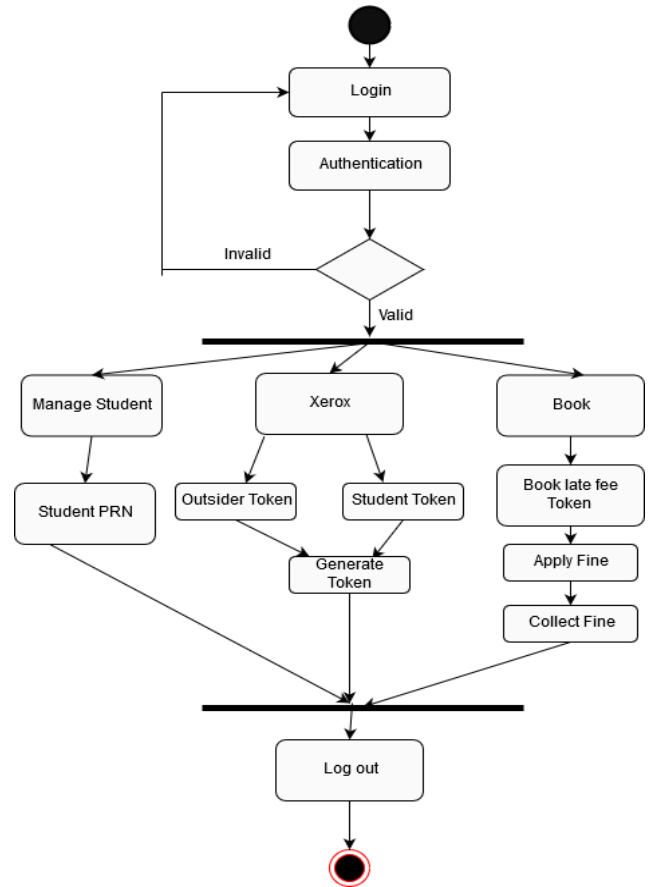 Login
Authentication
Invalid
Valid
Manage Student
Xerox
Book
Student PRN
Outsider Token
Student Token
Book late fee
Token
Generate
Token
Apply Fine
Collect Fine
Log out